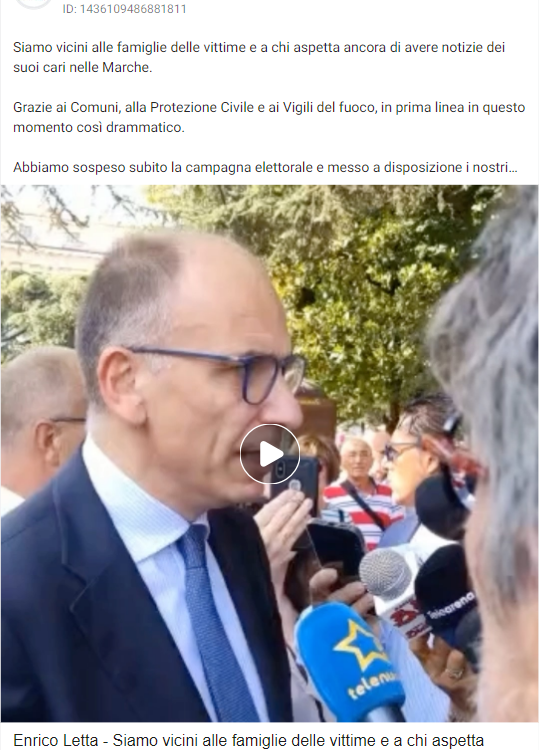 ID: 1436109486881811
Siamo vicini alle famiglie delle vittime e a chi aspetta ancora di avere notizie dei
suoi cari nelle Marche.
Grazie ai Comuni, alla Protezione Civile e ai Vigili del fuoco, in prima linea in questo
momento così drammatico.
Abbiamo sospeso subito la campagna elettorale e messo a disposizione i nostri…
Telearena
telenu
Enrico Letta - Siamo vicini alle famiglie delle vittime e a chi aspetta